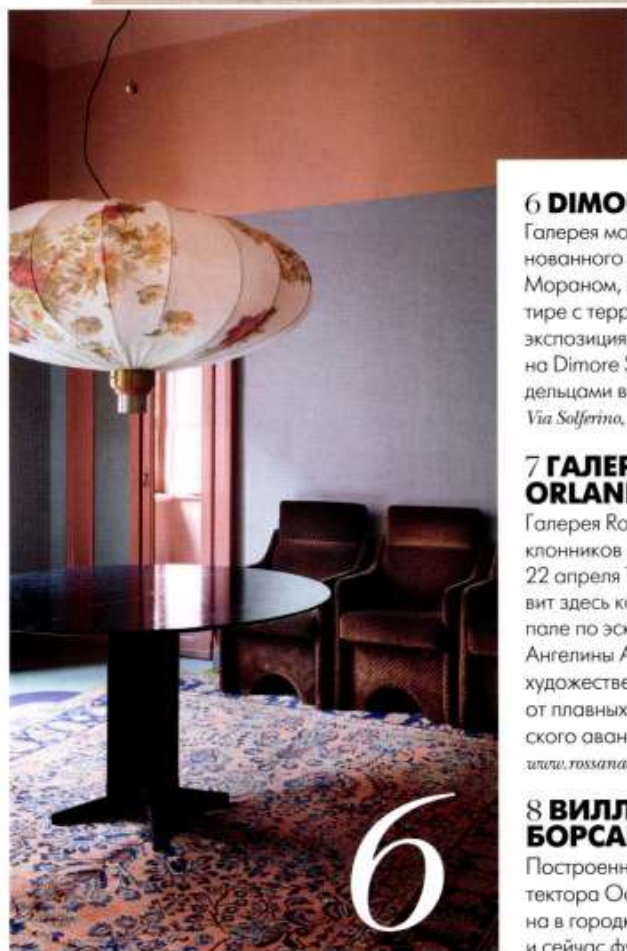 6
6 DIMO
Галерея мо
нованного
Мораном,
тире с терр
экспозиция
на Dimore S
дельцами в
Via Solferino,
7 ГАЛЕР
ORLAN
Галерея Ro
клонников
22 апреля
вит здесь ко
пале по эск
Ангелины А
художестве
от плавных
ского аван
www.rossana
8 ВИЛЛ
БОРСА
Построенн
тектора Ос
на в город
и сейчас ф